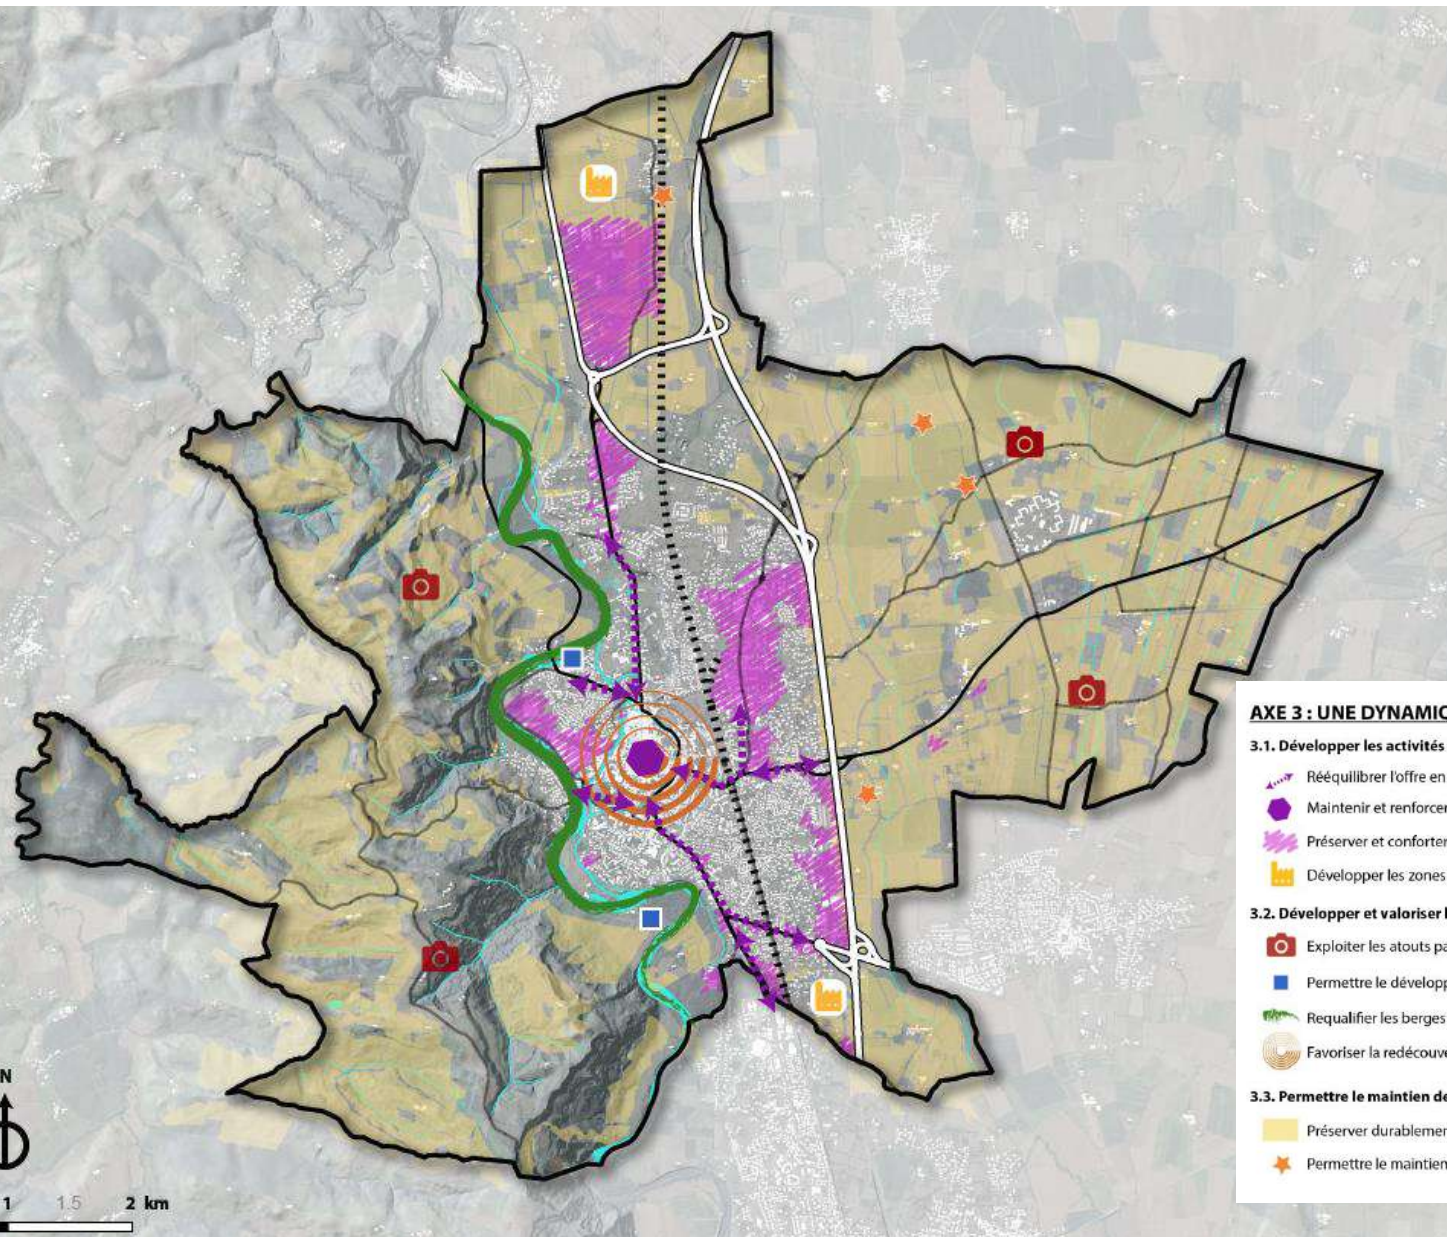 AXE 3 : UNE DYNAMIC
3.1. Développer les activités
Rééquilibrer l'offre en
Maintenir et renforcer
Préserver et conforter
Développer les zones
3.2. Développer et valoriser l
Exploiter les atouts pa
Permettre le développ
Requalifier les berges
Favoriser la redécouve
3.3. Permettre le maintien de
Préserver durablemen
Permettre le maintien
N
1 1.5 2 km